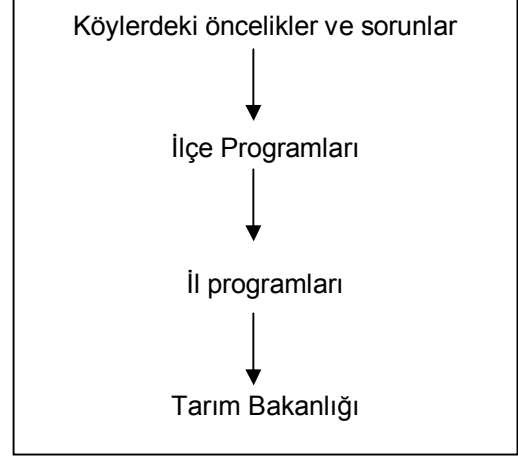 Köylerdeki öncelikler ve sorunlar
İlçe Programları
İl programları
Tarım Bakanlığı